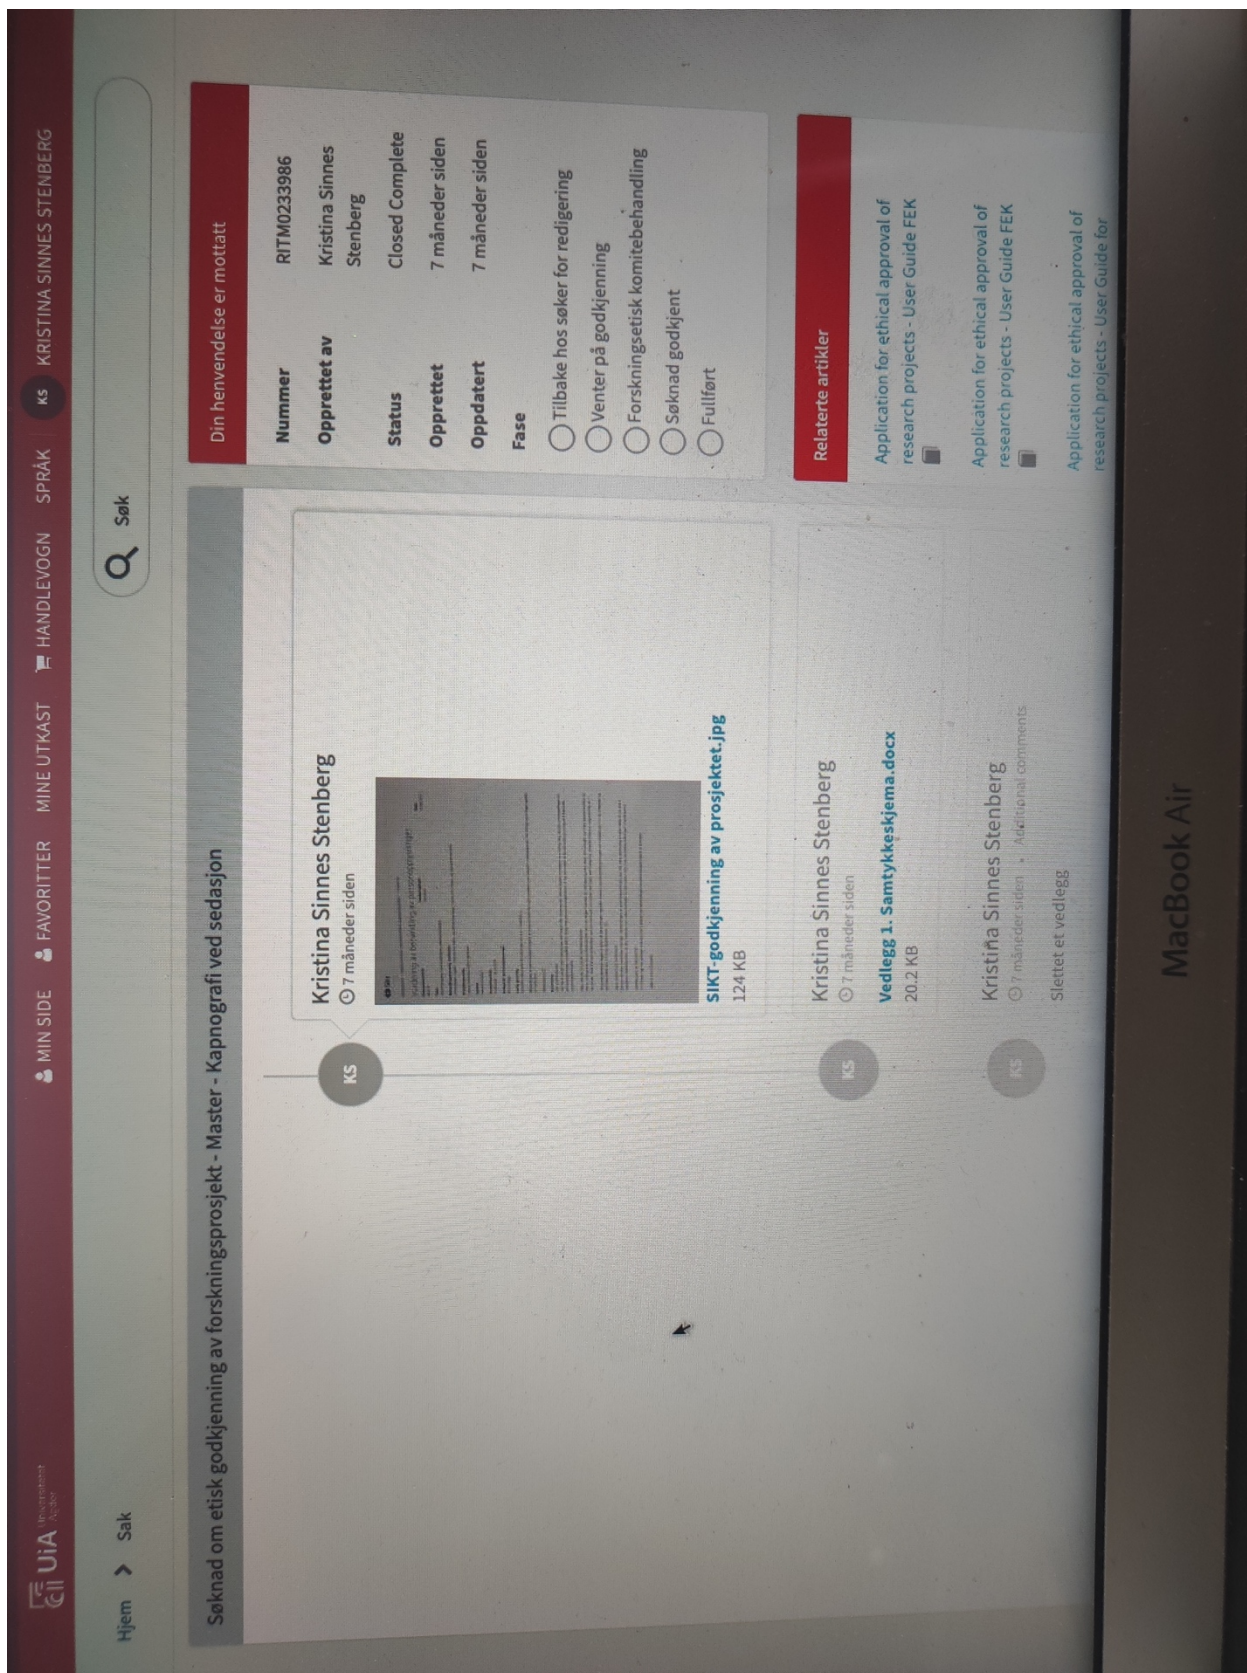 UiA Universitetet
Agder
MIN SIDE
FAVORITTER
MINE UTKAST
HANDLEVOGN
SPRÅK
KS
KRISTINA SINNES STENBERG
Hjem > Sak
Søk
Søknad om etisk godkjenning av forskningsprosjekt - Master - Kapnografi ved sedasjon
KS
Kristina Sinnes Stenberg
7 måneder siden
SIKT-godkjenning av prosjektet.jpg
124 KB
KS
Kristina Sinnes Stenberg
7 måneder siden
Vedlegg 1. Samtykkeskjema.docx
20.2 KB
KS
Kristina Sinnes Stenberg
7 måneder siden • Additional comments
Slettet et vedlegg
Din henvendelse er mottatt
Nummer RITM0233986
Opprettet av Kristina Sinnes
Stenberg
Status Closed Complete
Opprettet 7 måneder siden
Oppdatert 7 måneder siden
Fase
Tilbake hos søker for redigering
Venter på godkjenning
Forskningsetisk komitebehandling
Søknad godkjent
Fullført
Relaterte artikler
Application for ethical approval of
research projects - User Guide FEK
Application for ethical approval of
research projects - User Guide FEK
Application for ethical approval of
research projects - User Guide for
MacBook Air